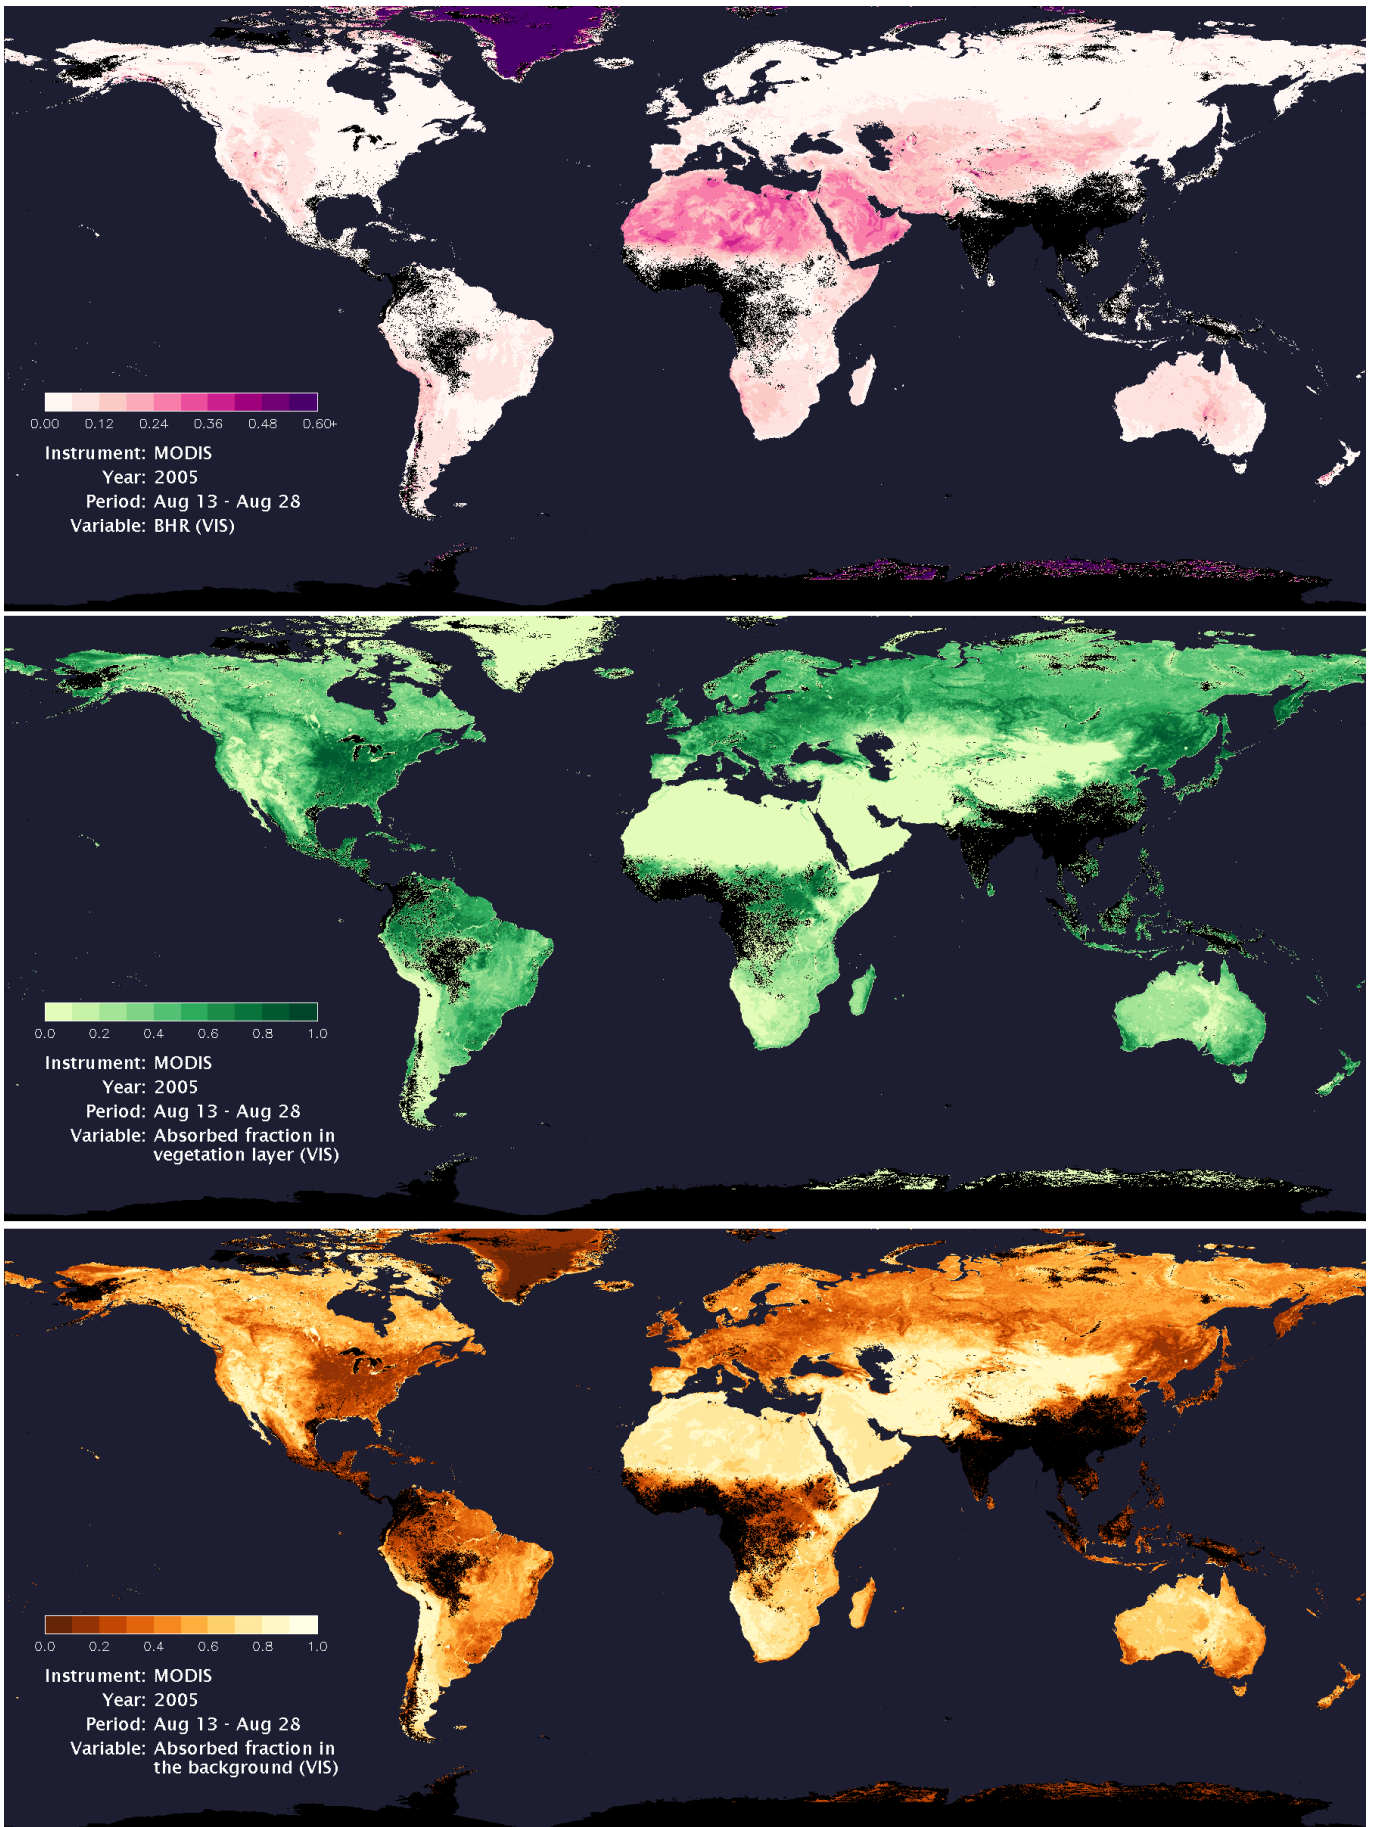 0.00 0.12 0.24 0.36 0.48 0.60+
Instrument: MODIS
Year: 2005
Period: Aug 13 - Aug 28
Variable: BHR (VIS)
0.0 0.2 0.4 0.6 0.8 1.0
Instrument: MODIS
Year: 2005
Period: Aug 13 - Aug 28
Variable: Absorbed fraction in
vegetation layer (VIS)
0.0 0.2 0.4 0.6 0.8 1.0
Instrument: MODIS
Year: 2005
Period: Aug 13 - Aug 28
Variable: Absorbed fraction in
the background (VIS)